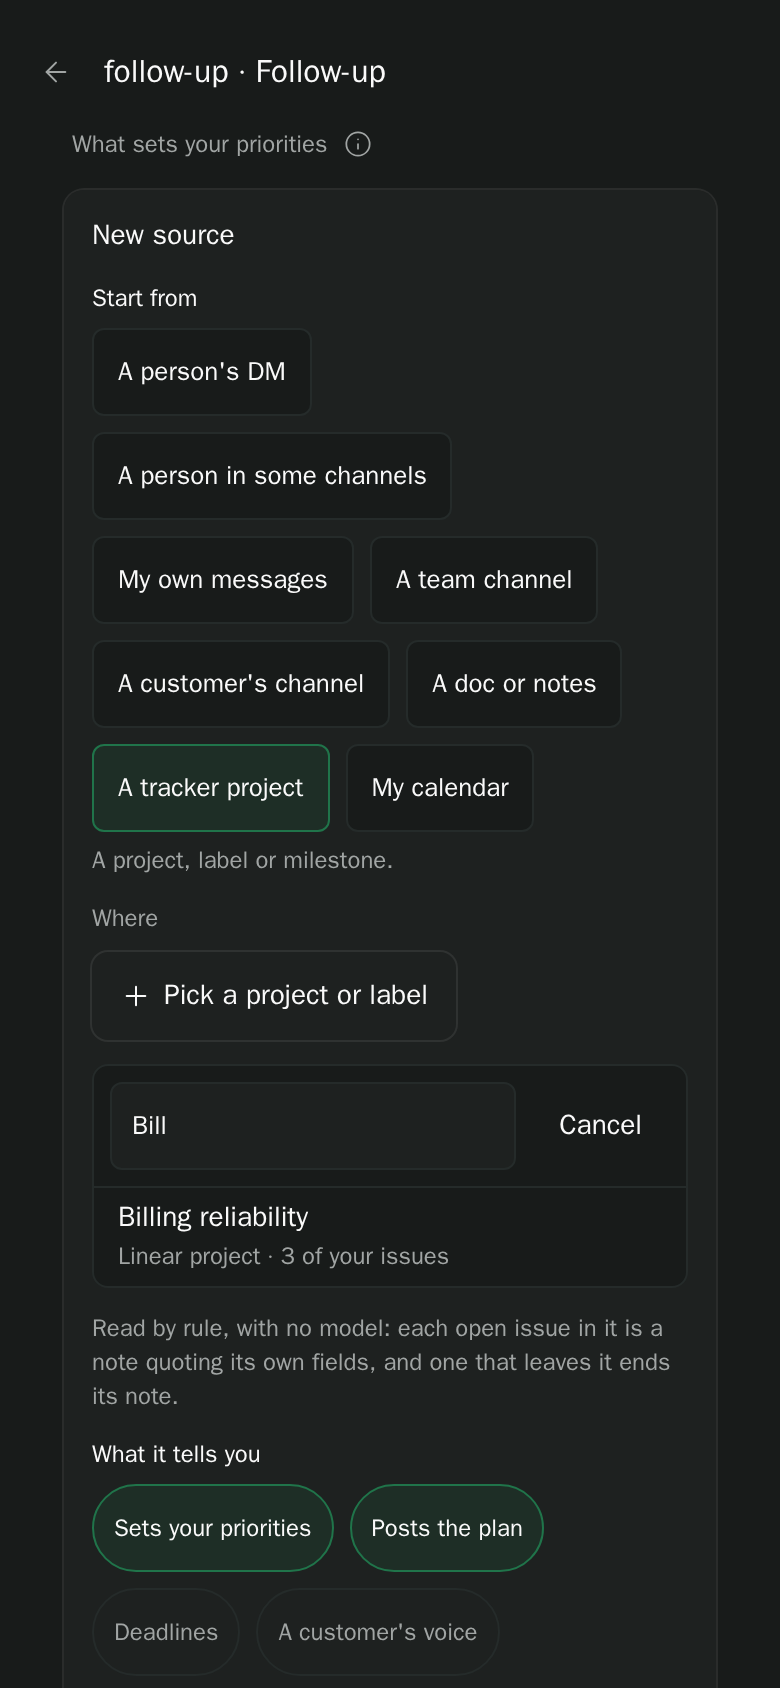 follow-up · Follow-up
What sets your priorities
New source
Start from
A person's DM
A person in some channels
My own messages
A team channel
A customer's channel
A doc or notes
A tracker project
My calendar
A project, label or milestone.
Where
+ Pick a project or label
Bill
Cancel
Billing reliability
Linear project · 3 of your issues
Read by rule, with no model: each open issue in it is a
note quoting its own fields, and one that leaves it ends
its note.
What it tells you
Sets your priorities
Posts the plan
Deadlines
A customer's voice